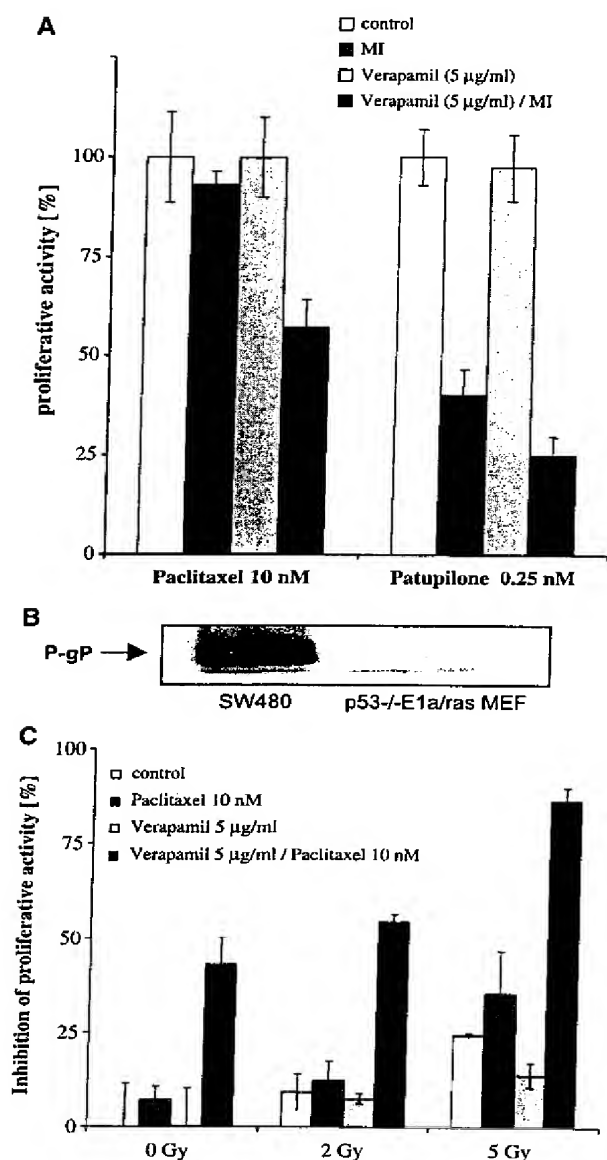 A
control
MI
Verapamil (5 µg/ml)
Verapamil (5 µg/ml) / MI
proliferative activity [%]
100
75
50
25
0
Paclitaxel 10 nM
Patupilone 0.25 nM
B
P-gP
SW480
p53-/-E1a/ras MEF
C
control
Paclitaxel 10 nM
Verapamil 5 µg/ml
Verapamil 5 µg/ml / Paclitaxel 10 nM
Inhibition of proliferative activity [%]
100
75
50
25
0
0 Gy
2 Gy
5 Gy